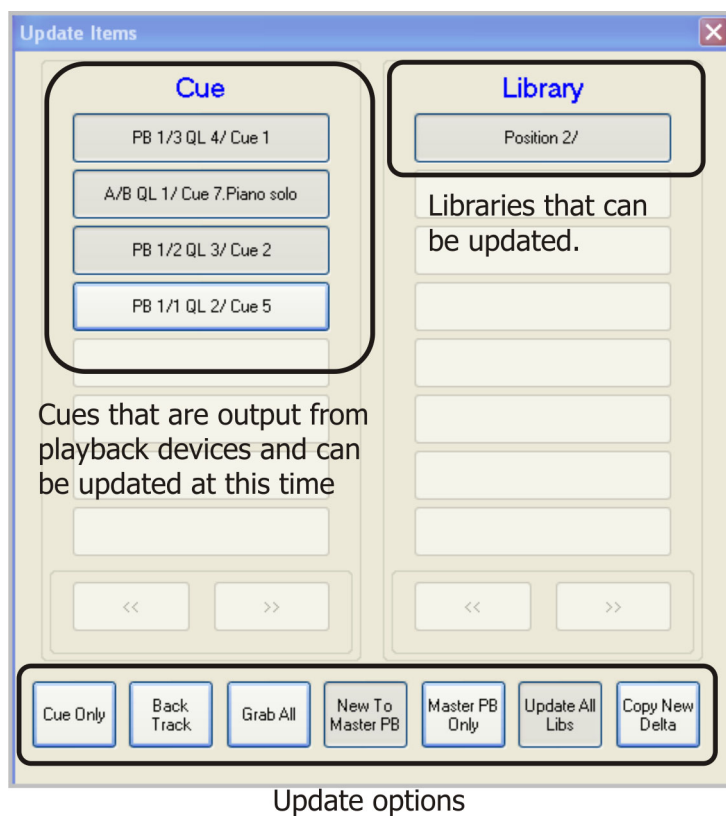 Update Items
Cue
PB 1/3 QL 4/ Cue 1
A/B QL 1/ Cue 7.Piano solo
PB 1/2 QL 3/ Cue 2
PB 1/1 QL 2/ Cue 5
Cues that are output from
playback devices and can
be updated at this time
<<
>>
Library
Position 2/
Libraries that can
be updated.
<<
>>
Cue Only
Back
Track
Grab All
New To
Master PB
Master PB
Only
Update All
Libs
Copy New
Delta
Update options